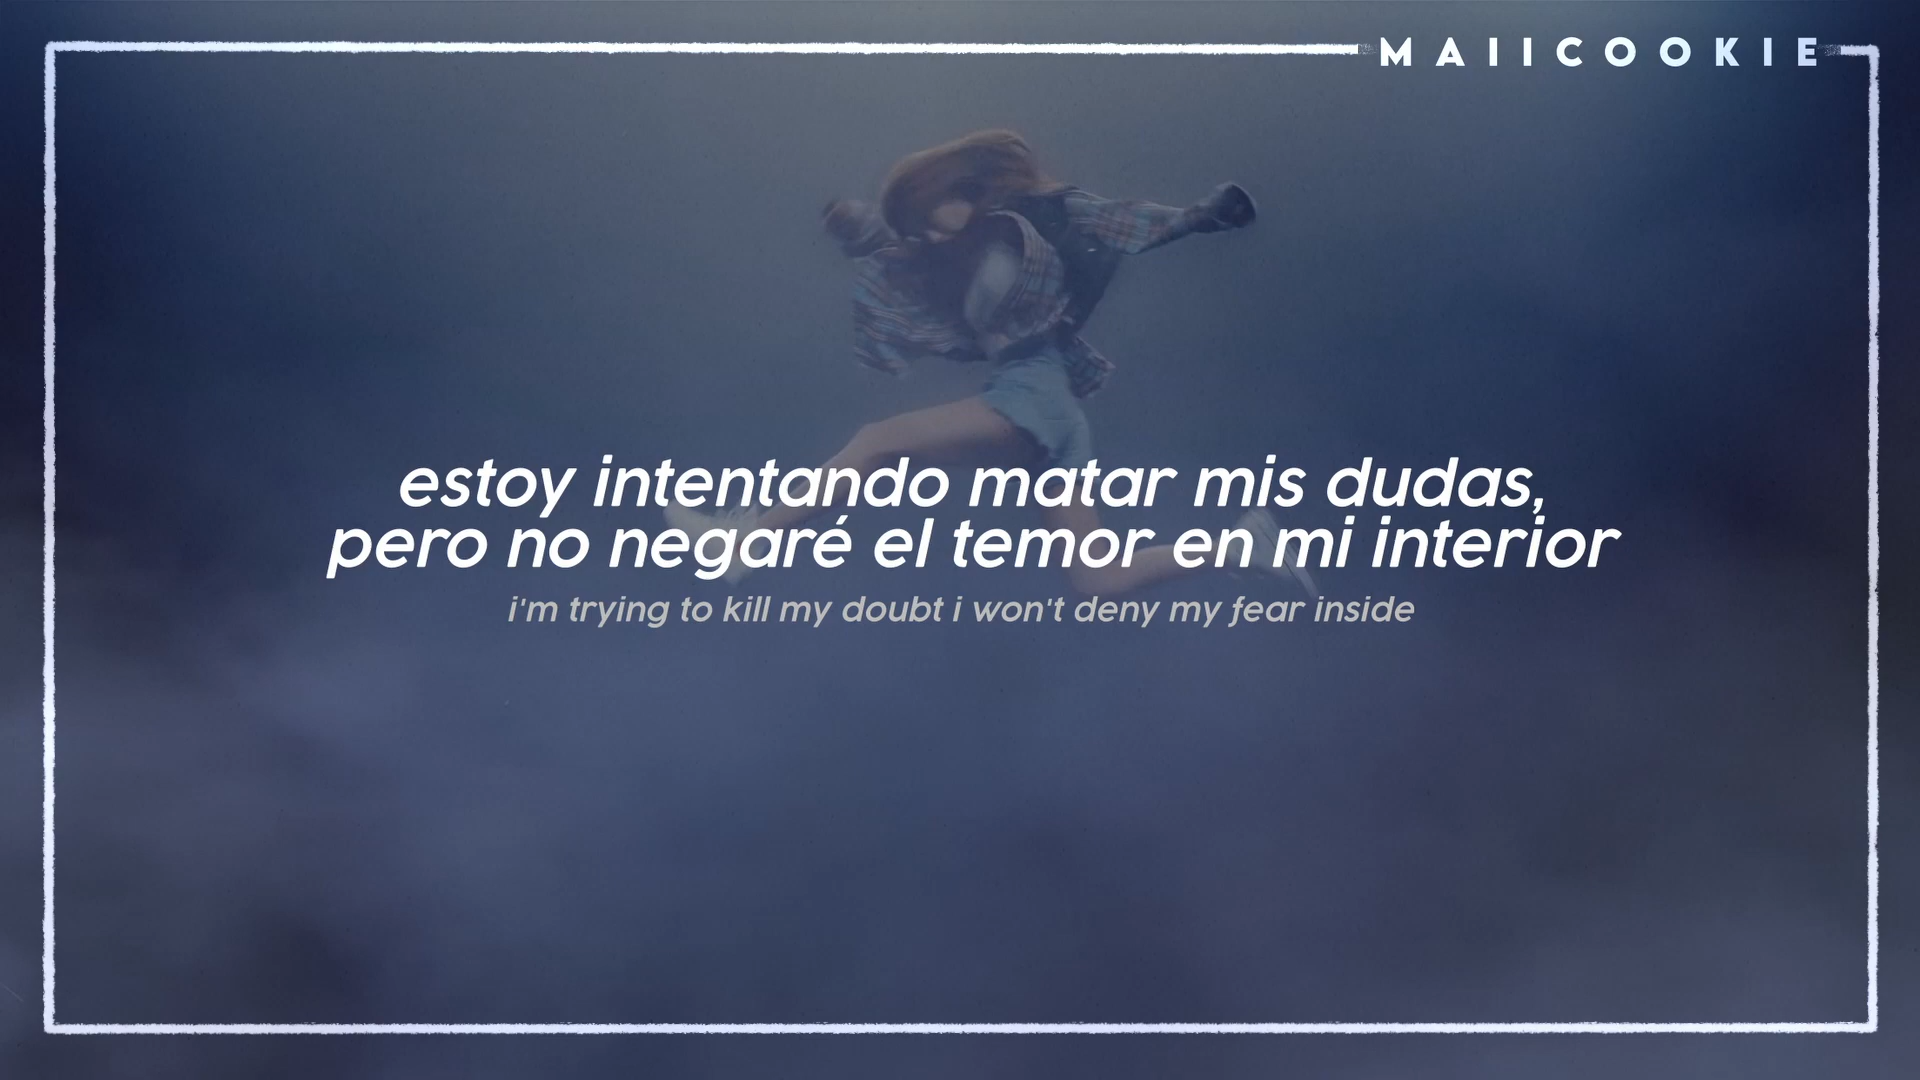 MAIICOOKIE
estoy intentando matar mis dudas,
pero no negaré el temor en mi interior
i'm trying to kill my doubt i won't deny my fear inside